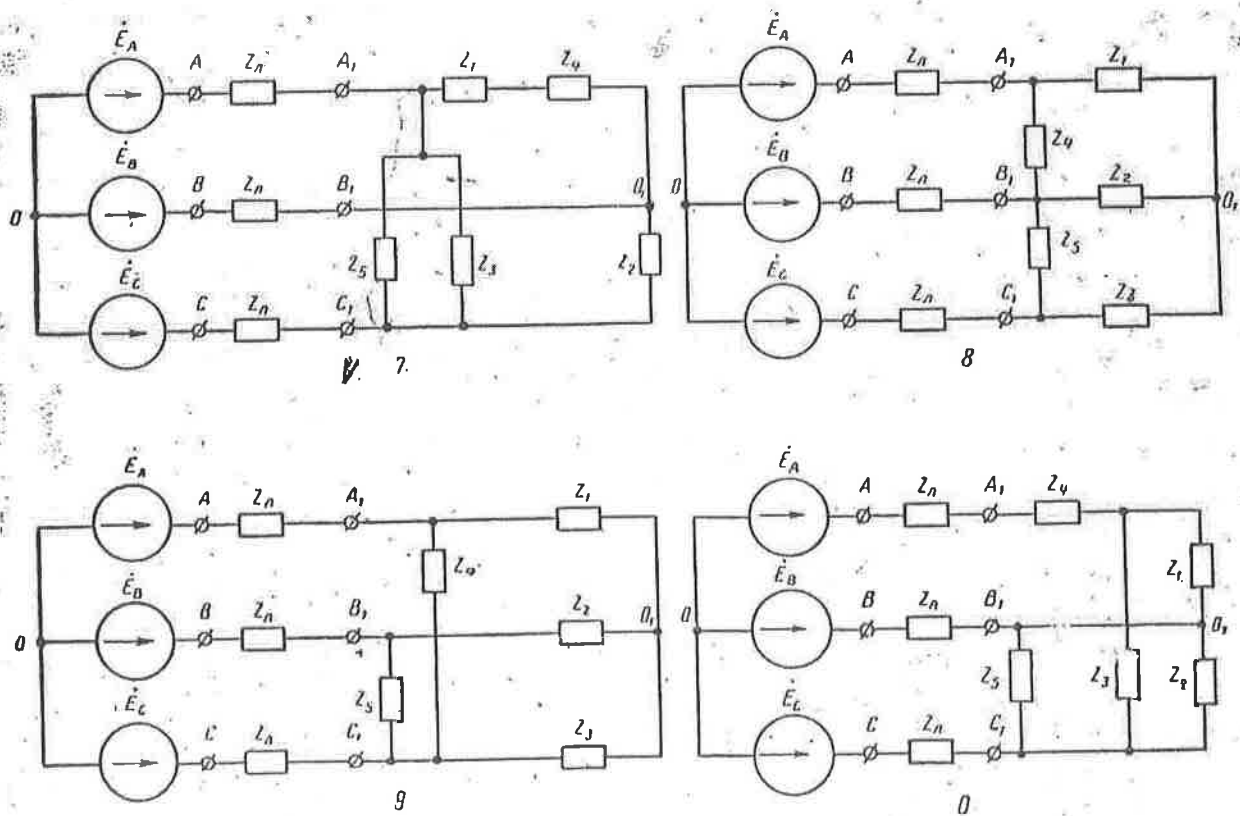 Ė_A
A Z_л A_1 Z_1 Z_4
Ė_B
0 B Z_л B_1 0_1
Z_5 Z_3 Z_2
Ė_C
C Z_л C_1
7.
Ė_A
A Z_л A_1 Z_1
Z_4
Ė_B
0 B Z_л B_1 Z_2 0_1
Z_5
Ė_C
C Z_л C_1 Z_3
8
Ė_A
A Z_л A_1 Z_1
Z_4
Ė_B
0 B Z_л B_1 Z_2 0_1
Z_5
Ė_C
C Z_л C_1 Z_3
9
Ė_A
A Z_л A_1 Z_4
Z_1
Ė_B
0 B Z_л B_1 0_1
Z_5 Z_3 Z_2
Ė_C
C Z_л C_1
0